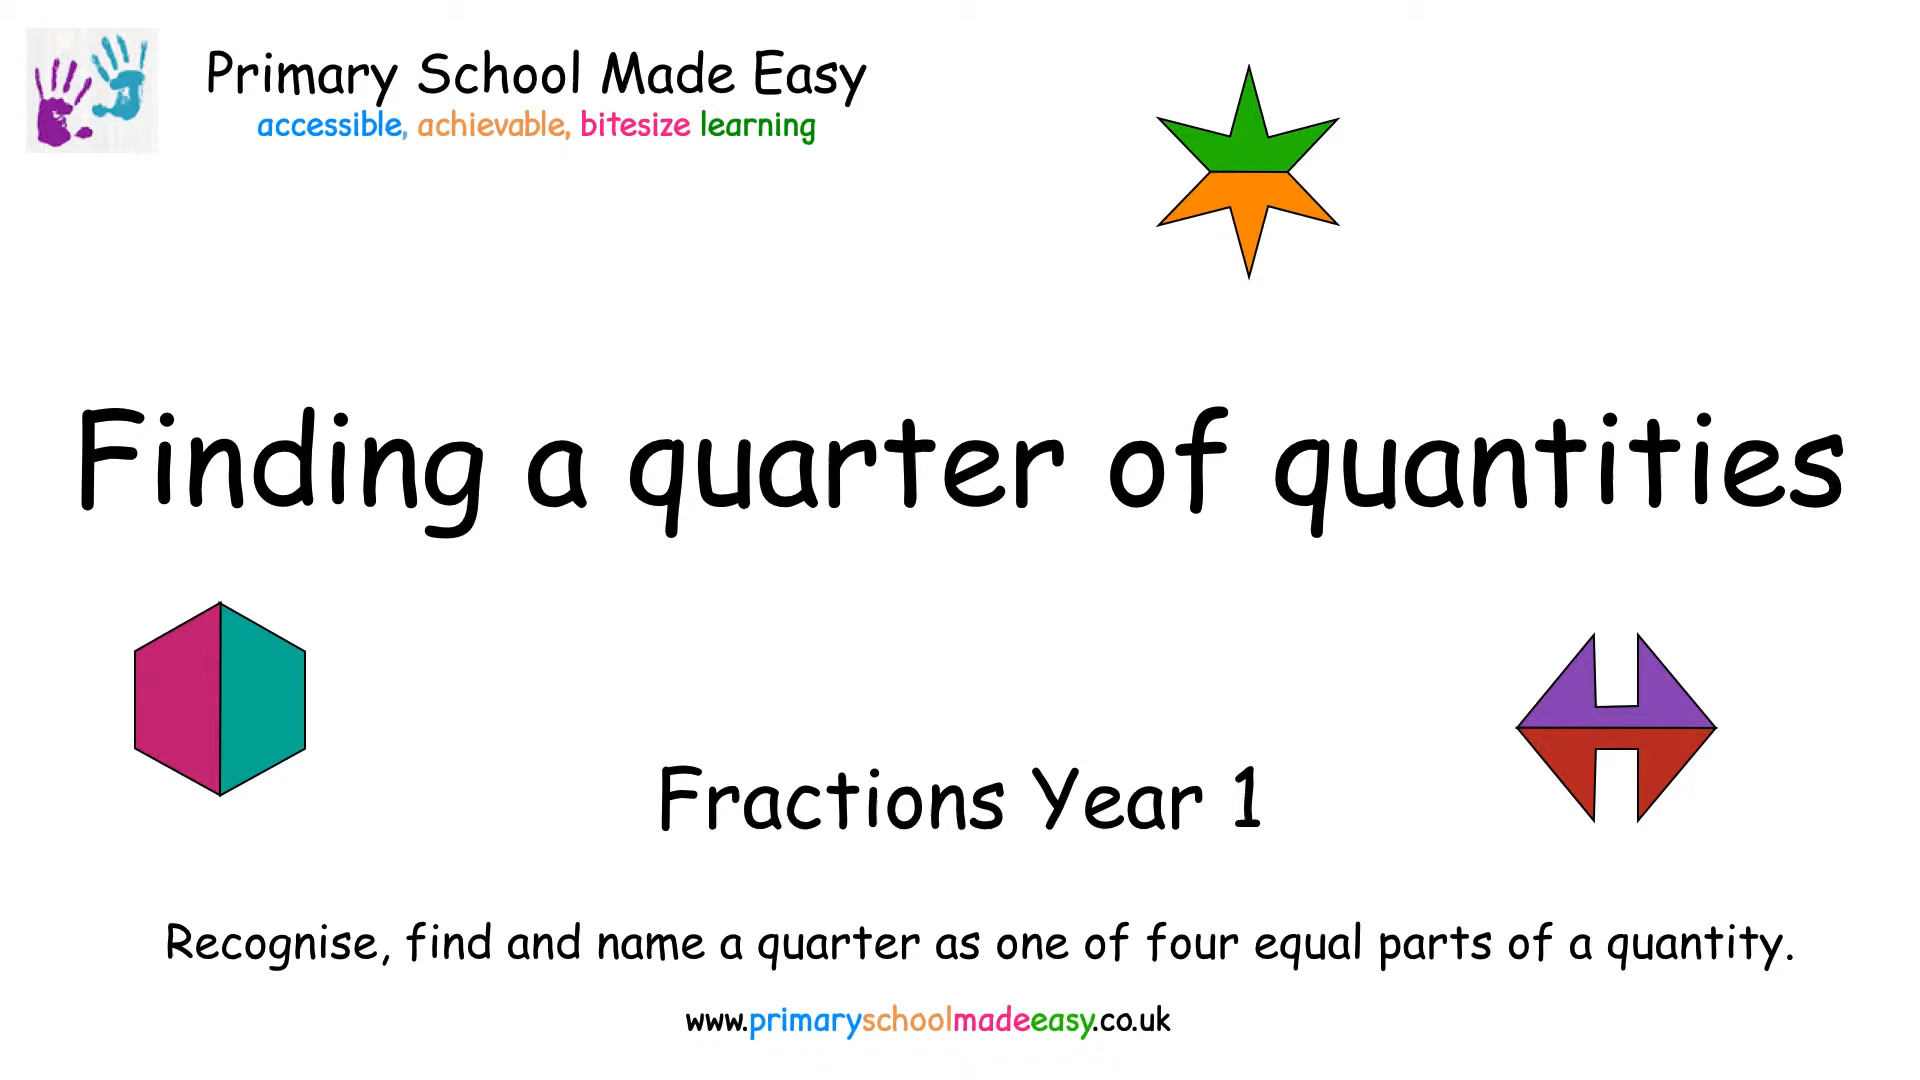 Primary School Made Easy
accessible, achievable, bitesize learning
Finding a quarter of quantities
Fractions Year 1
Recognise, find and name a quarter as one of four equal parts of a quantity.
www.primaryschoolmadeeasy.co.uk